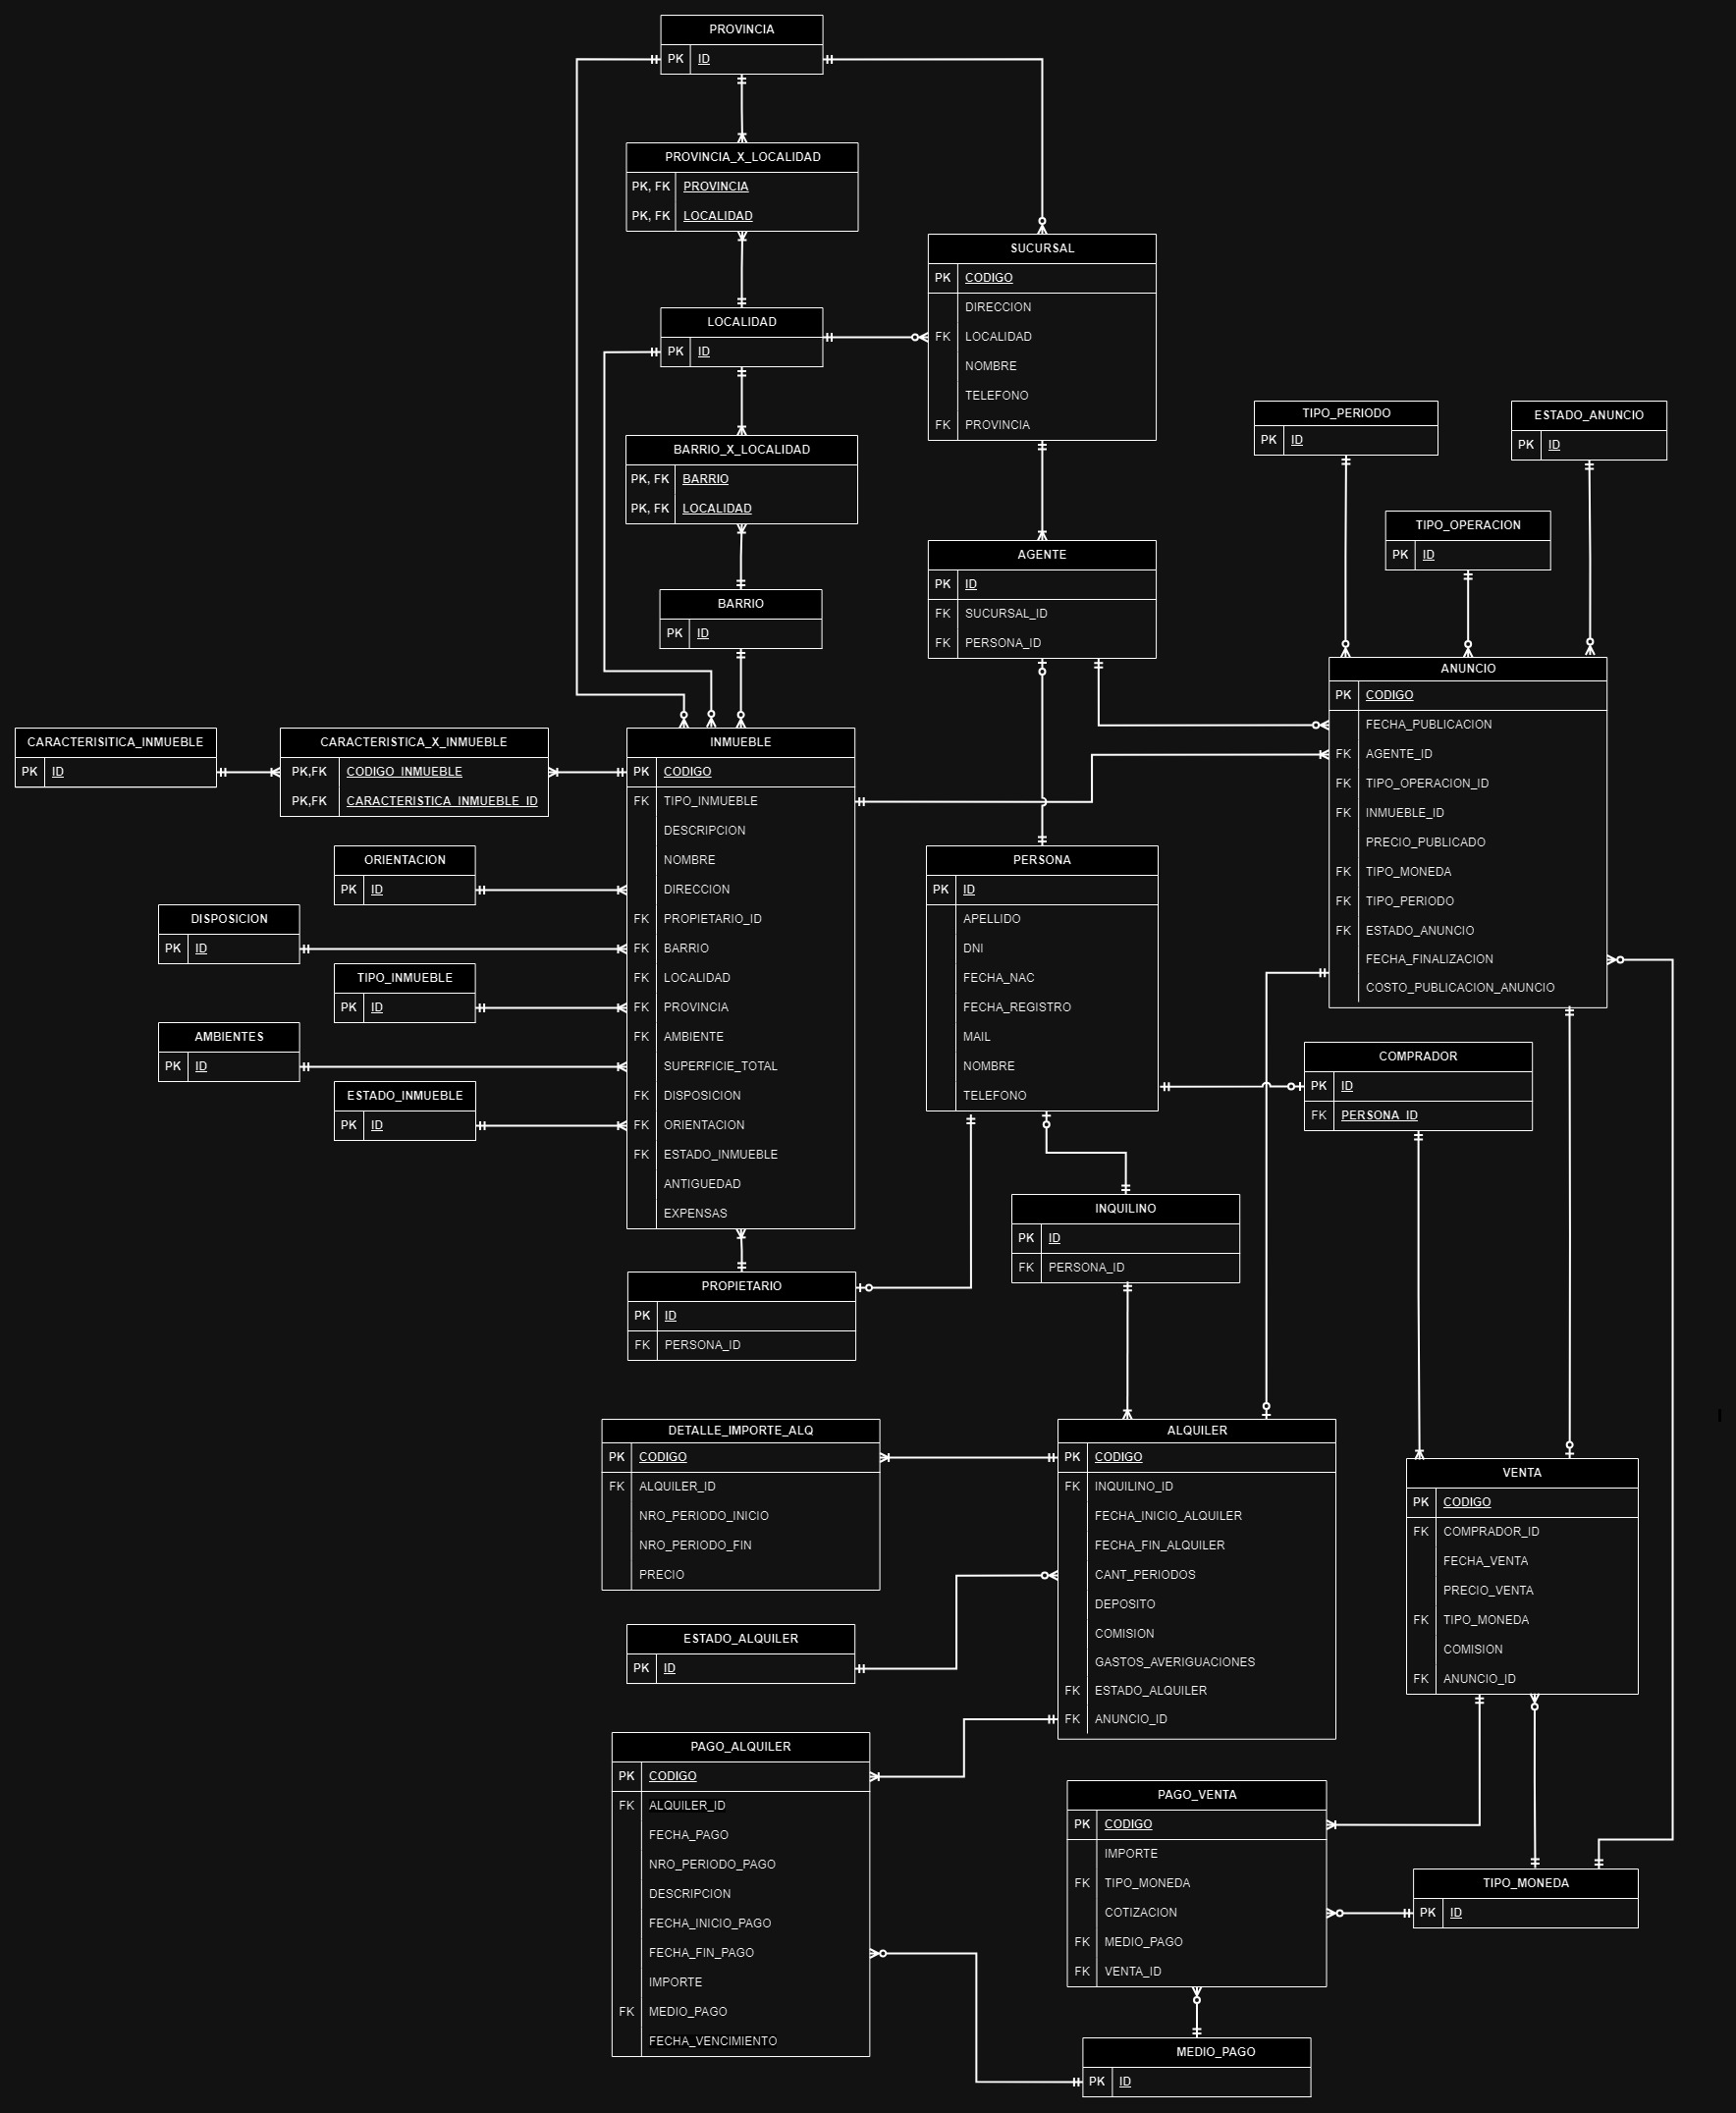 PROVINCIA
PK ID
PROVINCIA_X_LOCALIDAD
PK, FK PROVINCIA
PK, FK LOCALIDAD
SUCURSAL
PK CODIGO
DIRECCION
FK LOCALIDAD
NOMBRE
TELEFONO
FK PROVINCIA
LOCALIDAD
PK ID
BARRIO_X_LOCALIDAD
PK, FK BARRIO
PK, FK LOCALIDAD
TIPO_PERIODO
PK ID
ESTADO_ANUNCIO
PK ID
TIPO_OPERACION
PK ID
AGENTE
PK ID
FK SUCURSAL_ID
FK PERSONA_ID
BARRIO
PK ID
ANUNCIO
PK CODIGO
FECHA_PUBLICACION
FK AGENTE_ID
FK TIPO_OPERACION_ID
FK INMUEBLE_ID
PRECIO_PUBLICADO
FK TIPO_MONEDA
FK TIPO_PERIODO
FK ESTADO_ANUNCIO
FECHA_FINALIZACION
COSTO_PUBLICACION_ANUNCIO
CARACTERISITICA_INMUEBLE
PK ID
CARACTERISTICA_X_INMUEBLE
PK,FK CODIGO_INMUEBLE
PK,FK CARACTERISTICA_INMUEBLE_ID
INMUEBLE
PK CODIGO
FK TIPO_INMUEBLE
DESCRIPCION
NOMBRE
DIRECCION
FK PROPIETARIO_ID
FK BARRIO
FK LOCALIDAD
FK PROVINCIA
FK AMBIENTE
SUPERFICIE_TOTAL
FK DISPOSICION
FK ORIENTACION
FK ESTADO_INMUEBLE
ANTIGUEDAD
EXPENSAS
ORIENTACION
PK ID
DISPOSICION
PK ID
TIPO_INMUEBLE
PK ID
AMBIENTES
PK ID
ESTADO_INMUEBLE
PK ID
PERSONA
PK ID
APELLIDO
DNI
FECHA_NAC
FECHA_REGISTRO
MAIL
NOMBRE
TELEFONO
COMPRADOR
PK ID
FK PERSONA_ID
INQUILINO
PK ID
FK PERSONA_ID
PROPIETARIO
PK ID
FK PERSONA_ID
DETALLE_IMPORTE_ALQ
PK CODIGO
FK ALQUILER_ID
NRO_PERIODO_INICIO
NRO_PERIODO_FIN
PRECIO
ALQUILER
PK CODIGO
FK INQUILINO_ID
FECHA_INICIO_ALQUILER
FECHA_FIN_ALQUILER
CANT_PERIODOS
DEPOSITO
COMISION
GASTOS_AVERIGUACIONES
FK ESTADO_ALQUILER
FK ANUNCIO_ID
VENTA
PK CODIGO
FK COMPRADOR_ID
FECHA_VENTA
PRECIO_VENTA
FK TIPO_MONEDA
COMISION
FK ANUNCIO_ID
ESTADO_ALQUILER
PK ID
PAGO_ALQUILER
PK CODIGO
FK ALQUILER_ID
FECHA_PAGO
NRO_PERIODO_PAGO
DESCRIPCION
FECHA_INICIO_PAGO
FECHA_FIN_PAGO
IMPORTE
FK MEDIO_PAGO
FECHA_VENCIMIENTO
PAGO_VENTA
PK CODIGO
IMPORTE
FK TIPO_MONEDA
COTIZACION
FK MEDIO_PAGO
FK VENTA_ID
TIPO_MONEDA
PK ID
MEDIO_PAGO
PK ID